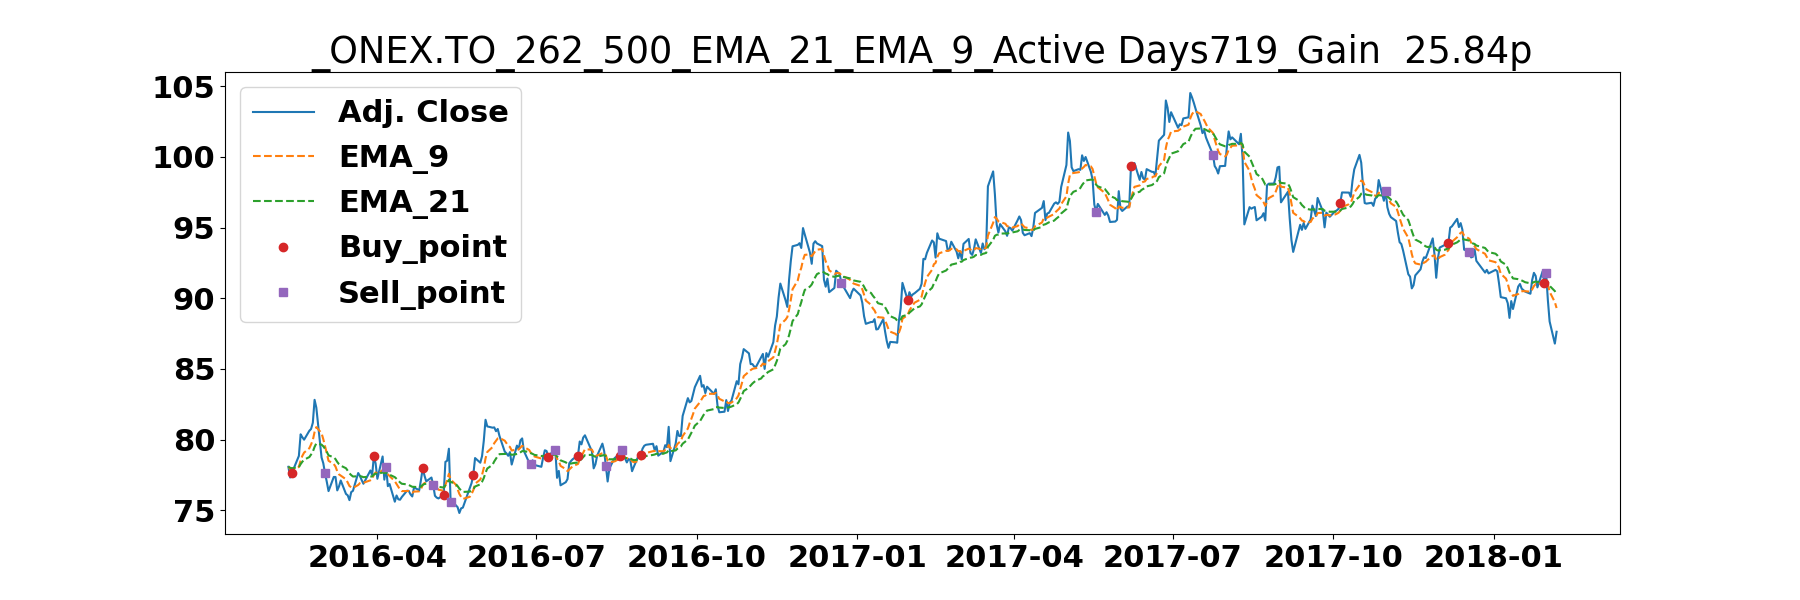 _ONEX.TO_262_500_EMA_21_EMA_9_Active Days719_Gain  25.84p
105
100
95
90
85
80
75
Adj. Close
EMA_9
EMA_21
Buy_point
Sell_point
2016-04 2016-07 2016-10 2017-01 2017-04 2017-07 2017-10 2018-01